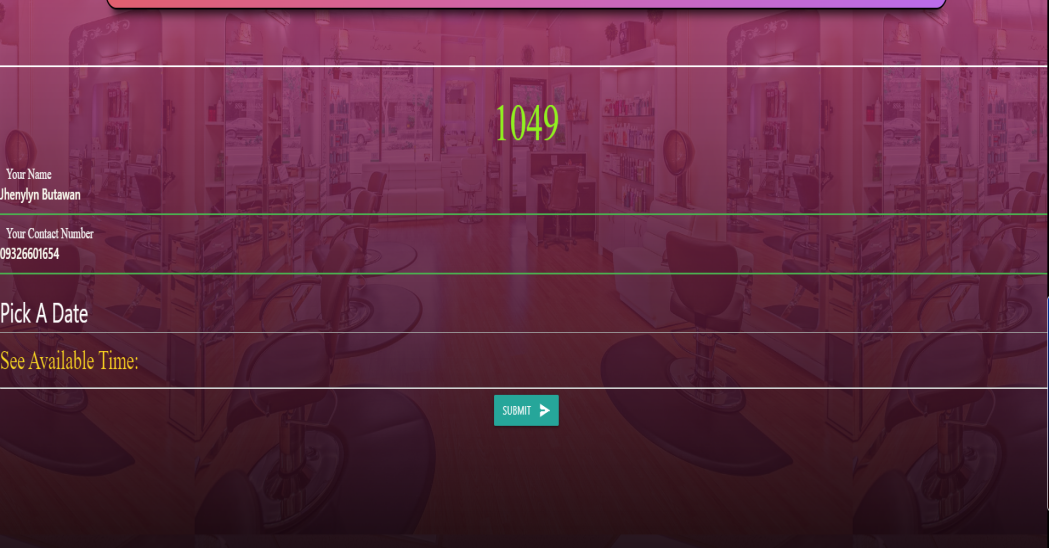 1049
Your Name
Jhenylyn Butawan
Your Contact Number
09326601654
Pick A Date
See Available Time:
SUBMIT